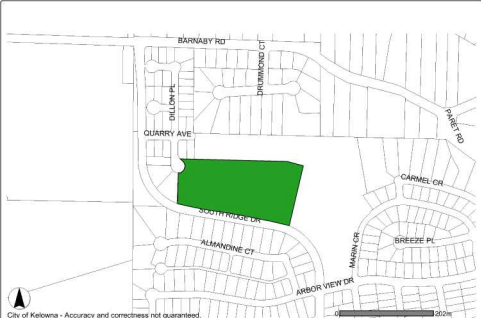 BARNABY RD
DRUMMOND CT
DILLON PL
PARET RD
QUARRY AVE
CARMEL CR
SOUTH RIDGE DR
ALMANDINE CT
MARIN CR
BREEZE PL
ARBOR VIEW DR
City of Kelowna - Accuracy and correctness not guaranteed.
0 202m